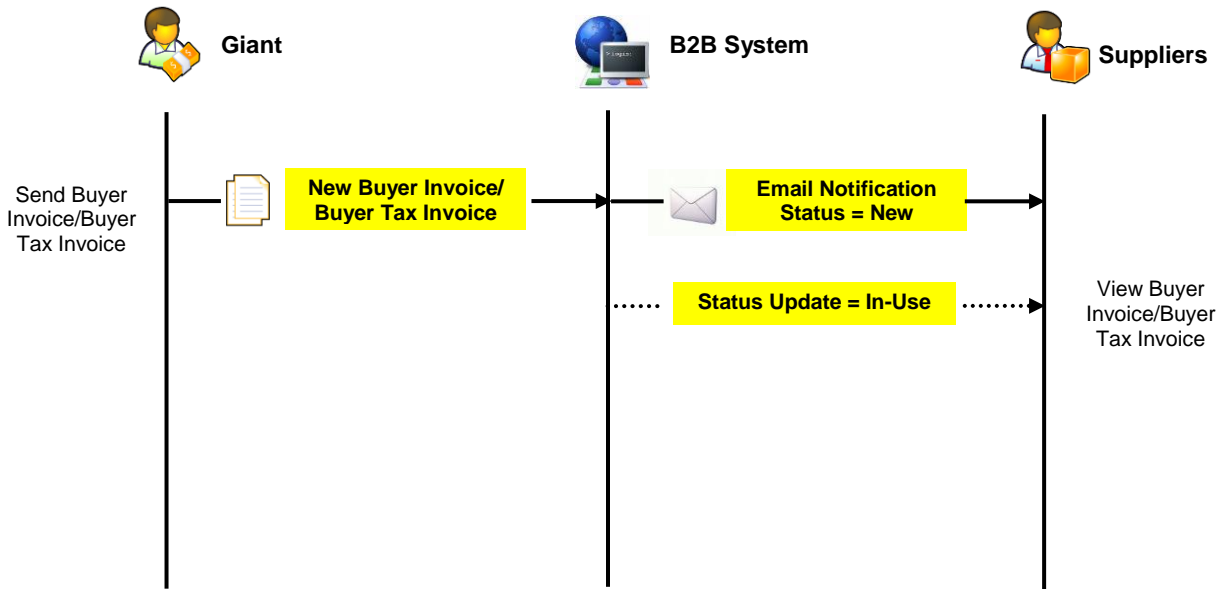 Giant
B2B System
Suppliers
> login:
Send Buyer
Invoice/Buyer
Tax Invoice
New Buyer Invoice/
Buyer Tax Invoice
Email Notification
Status = New
Status Update = In-Use
View Buyer
Invoice/Buyer
Tax Invoice